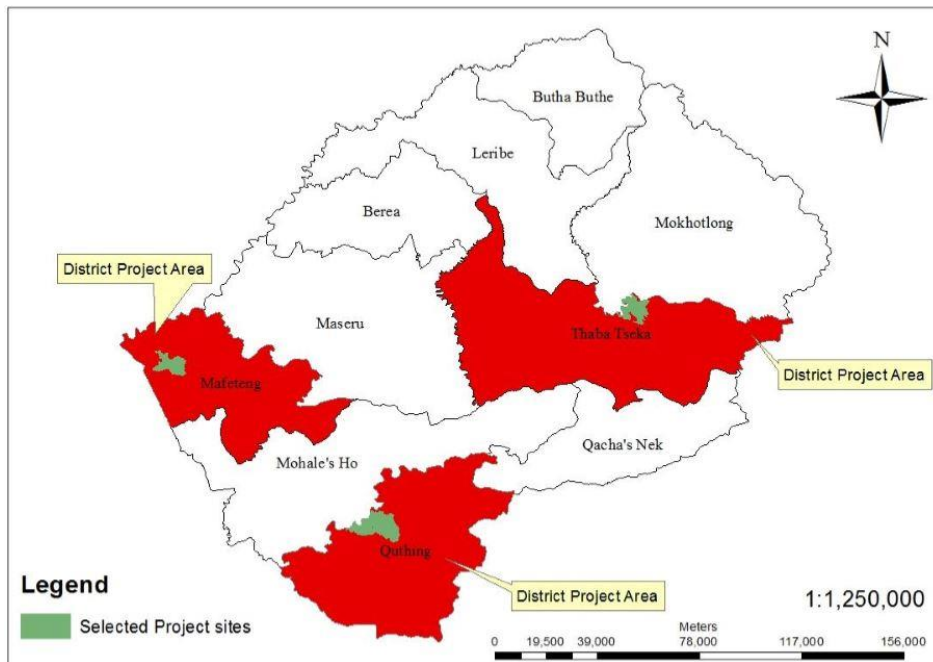 N
Butha Buthe
Leribe
Mokhotlong
Berea
District Project Area
Maseru
Thaba Tseka
District Project Area
Mafeteng
Qacha's Nek
Mohale's Ho
Quthing
District Project Area
Legend
Selected Project sites
1:1,250,000
Meters
0 19,500 39,000 78,000 117,000 156,000